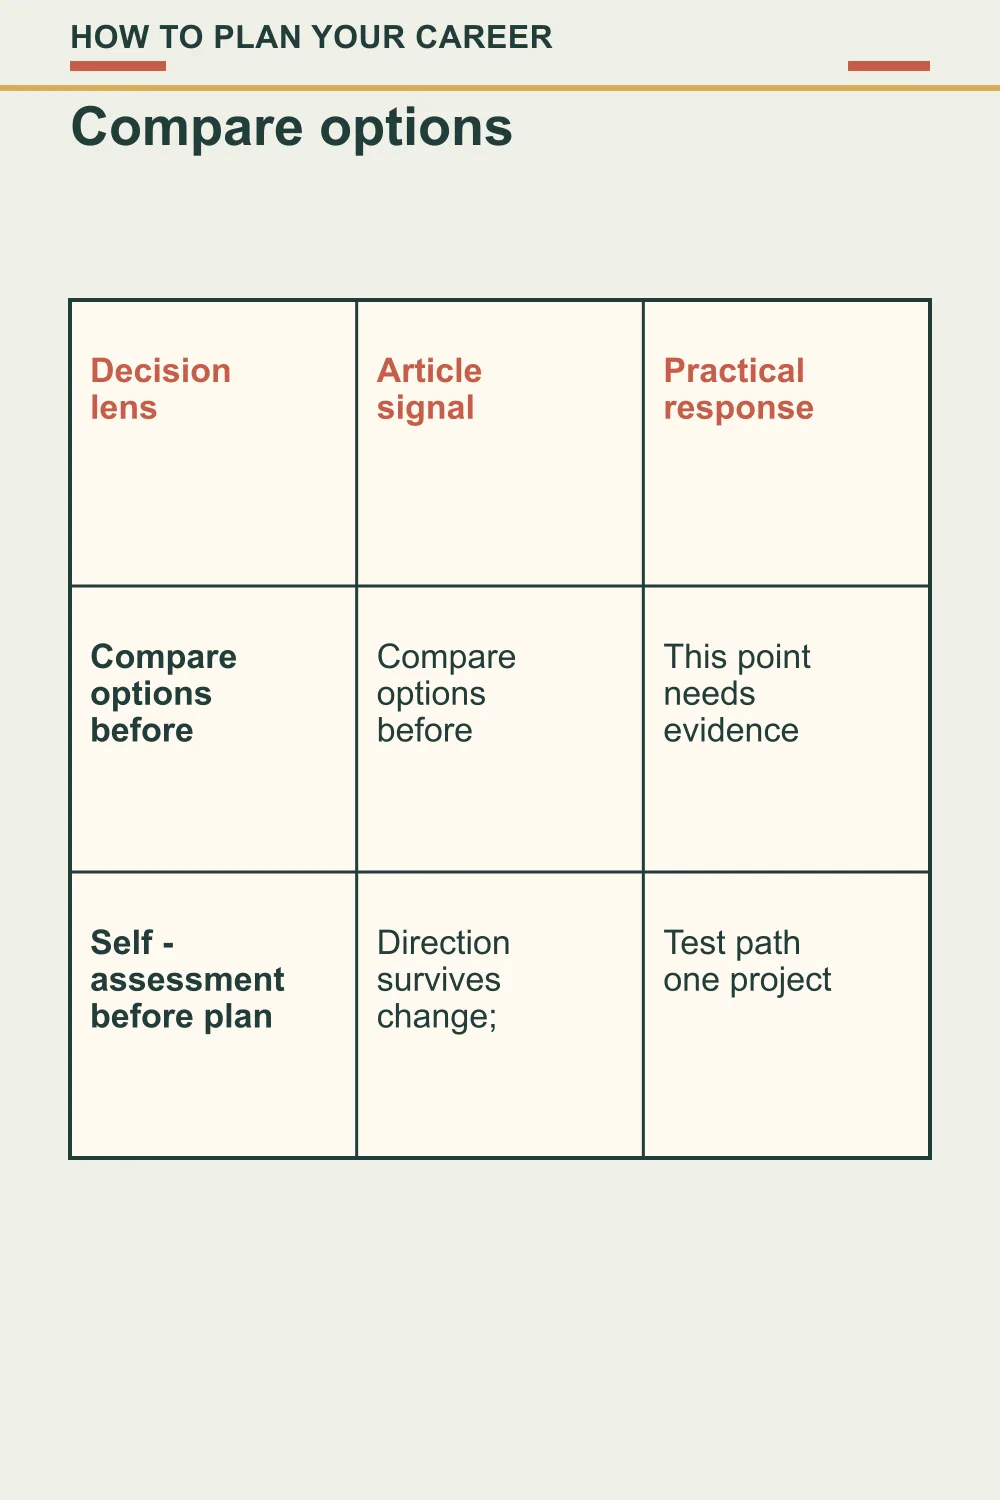 HOW TO PLAN YOUR CAREER
Compare options
Decision
lens
Article
signal
Practical
response
Compare
options
before
Compare
options
before
This point
needs
evidence
Self -
assessment
before plan
Direction
survives
change;
Test path
one project